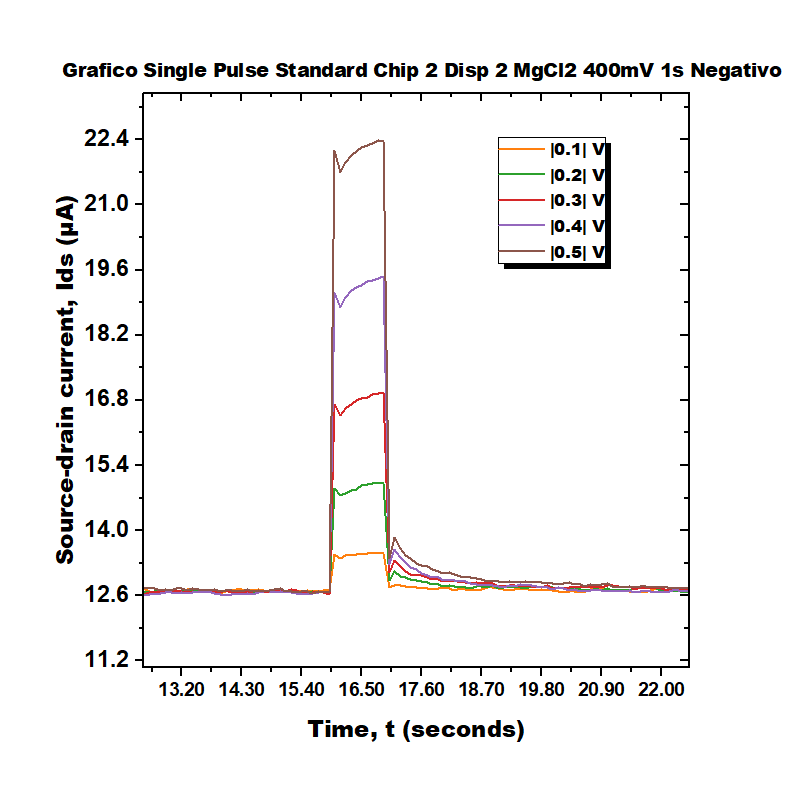 Grafico Single Pulse Standard Chip 2 Disp 2 MgCl2 400mV 1s Negativo
22.4
21.0
19.6
18.2
16.8
15.4
14.0
12.6
11.2
Source-drain current, Ids (µA)
|0.1| V
|0.2| V
|0.3| V
|0.4| V
|0.5| V
13.20 14.30 15.40 16.50 17.60 18.70 19.80 20.90 22.00
Time, t (seconds)